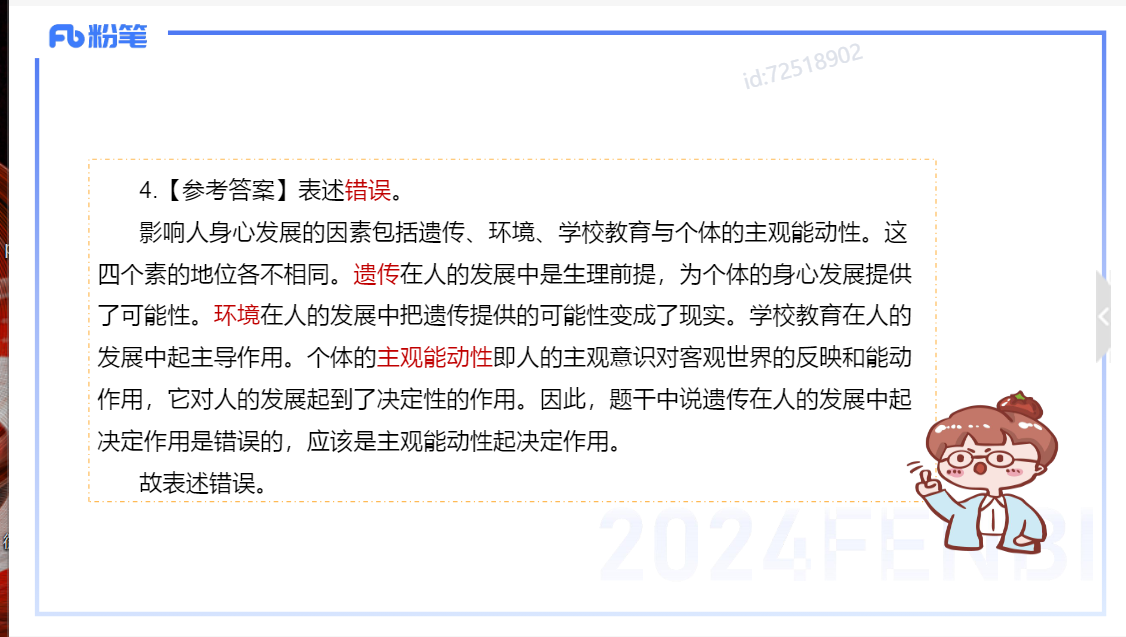 粉笔
id:72518902
4.【参考答案】表述错误。
影响人身心发展的因素包括遗传、环境、学校教育与个体的主观能动性。这
四个素的地位各不相同。遗传在人的发展中是生理前提，为个体的身心发展提供
了可能性。环境在人的发展中把遗传提供的可能性变成了现实。学校教育在人的
发展中起主导作用。个体的主观能动性即人的主观意识对客观世界的反映和能动
作用，它对人的发展起到了决定性的作用。因此，题干中说遗传在人的发展中起
决定作用是错误的，应该是主观能动性起决定作用。
故表述错误。
2024FENBI